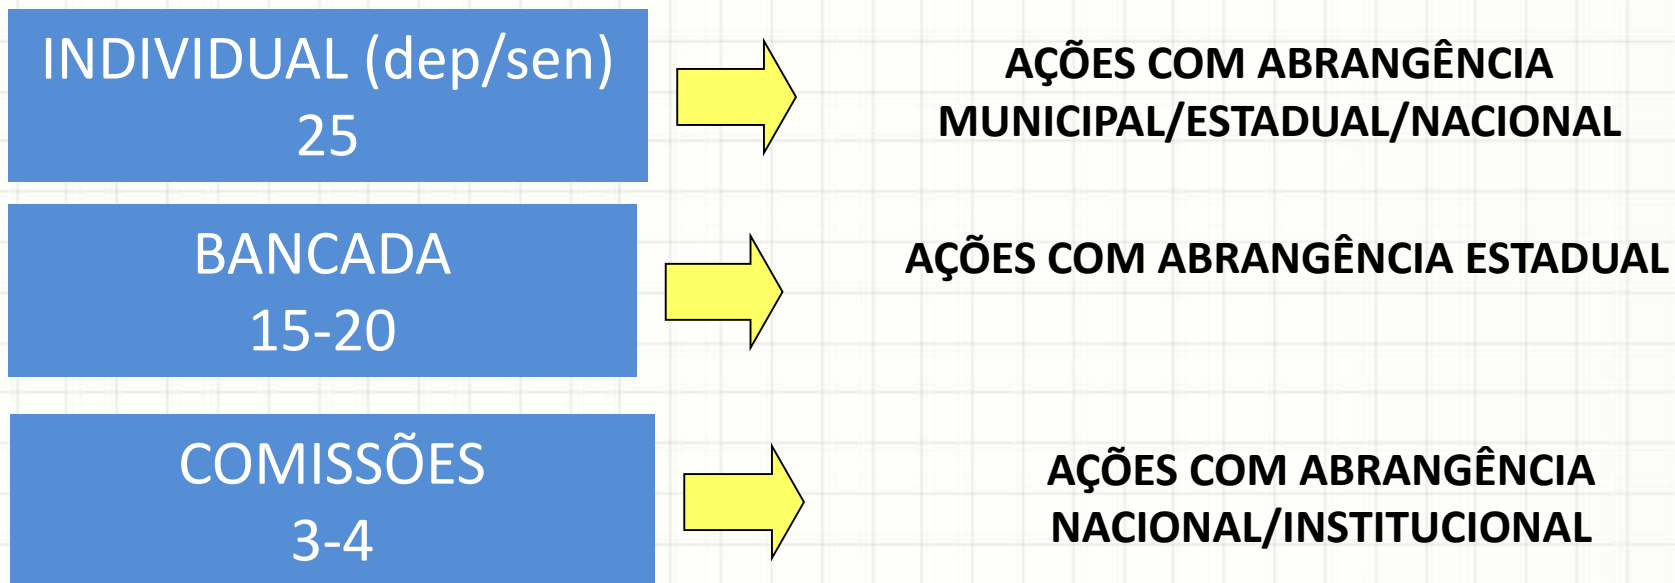 INDIVIDUAL (dep/sen)
25
AÇÕES COM ABRANGÊNCIA
MUNICIPAL/ESTADUAL/NACIONAL
BANCADA
15-20
AÇÕES COM ABRANGÊNCIA ESTADUAL
COMISSÕES
3-4
AÇÕES COM ABRANGÊNCIA
NACIONAL/INSTITUCIONAL